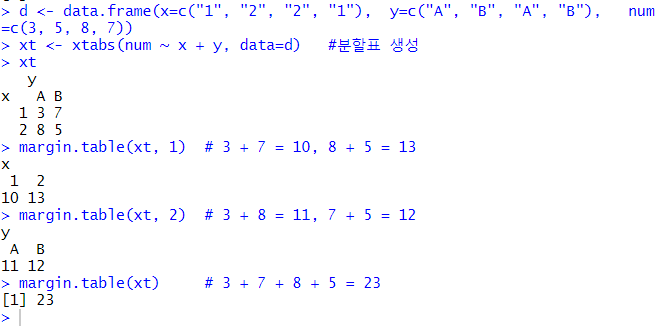 > d <- data.frame(x=c("1", "2", "2", "1"),  y=c("A", "B", "A", "B"),   num
=c(3, 5, 8, 7))
> xt <- xtabs(num ~ x + y, data=d)   #분할표 생성
> xt
   y
x   A B
  1 3 7
  2 8 5
> margin.table(xt, 1)  # 3 + 7 = 10, 8 + 5 = 13
x
 1  2
10 13
> margin.table(xt, 2)  # 3 + 8 = 11, 7 + 5 = 12
y
 A  B
11 12
> margin.table(xt)     # 3 + 7 + 8 + 5 = 23
[1] 23
>